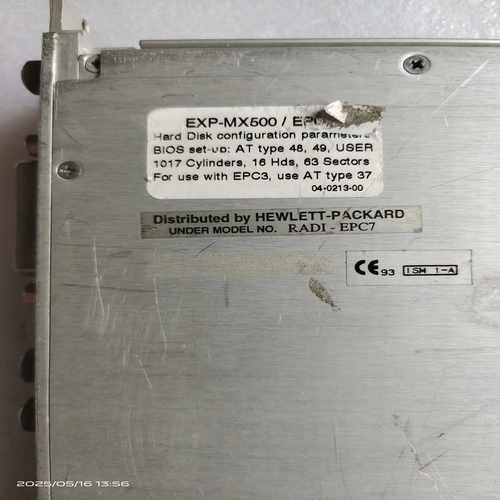 EXP-MX500 /
Hard Disk configuration parameters
BIOS set-up: AT type 48, 49, USER
1017 Cylinders, 16 Hds, 63 Sectors
For use with EPC3, use AT type 37
04-0213-00
Distributed by HEWLETT-PACKARD
UNDER MODEL NO. RADI - EPC7
CE 93 ISM 1-A
2025/05/16 13:56